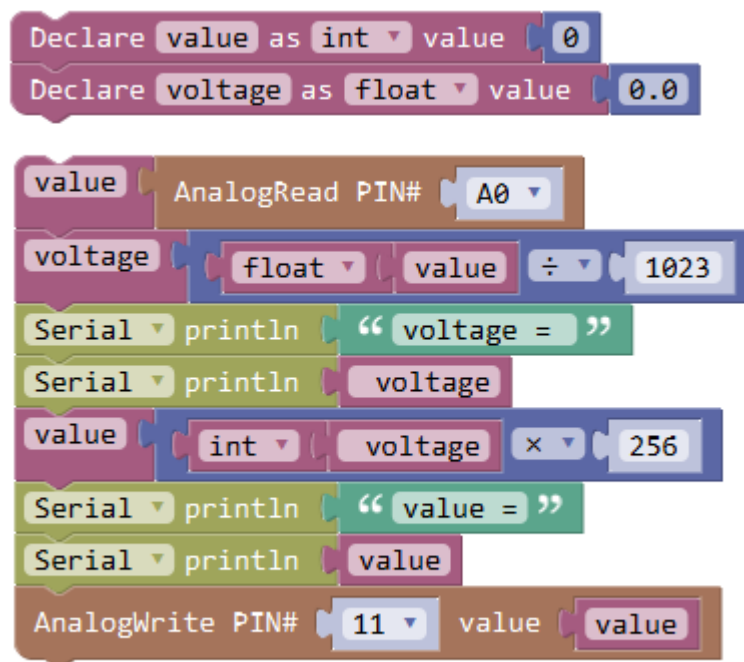 Declare value as int value 0
Declare voltage as float value 0.0
value AnalogRead PIN# A0
voltage float value ÷ 1023
Serial println “ voltage = ”
Serial println voltage
value int voltage × 256
Serial println “ value = ”
Serial println value
AnalogWrite PIN# 11 value value